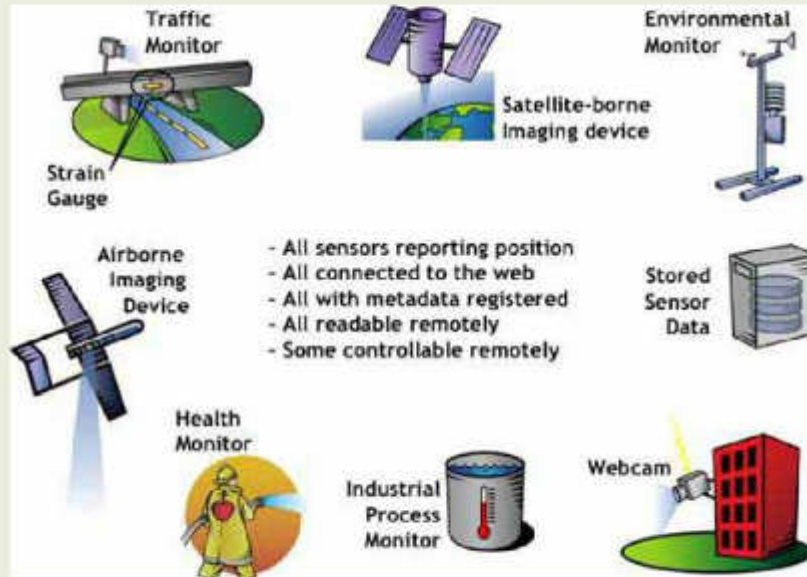 Traffic
Monitor
Strain
Gauge
Satellite-borne
Imaging device
Environmental
Monitor
Airborne
Imaging
Device
- All sensors reporting position
- All connected to the web
- All with metadata registered
- All readable remotely
- Some controllable remotely
Stored
Sensor
Data
Health
Monitor
Industrial
Process
Monitor
Webcam